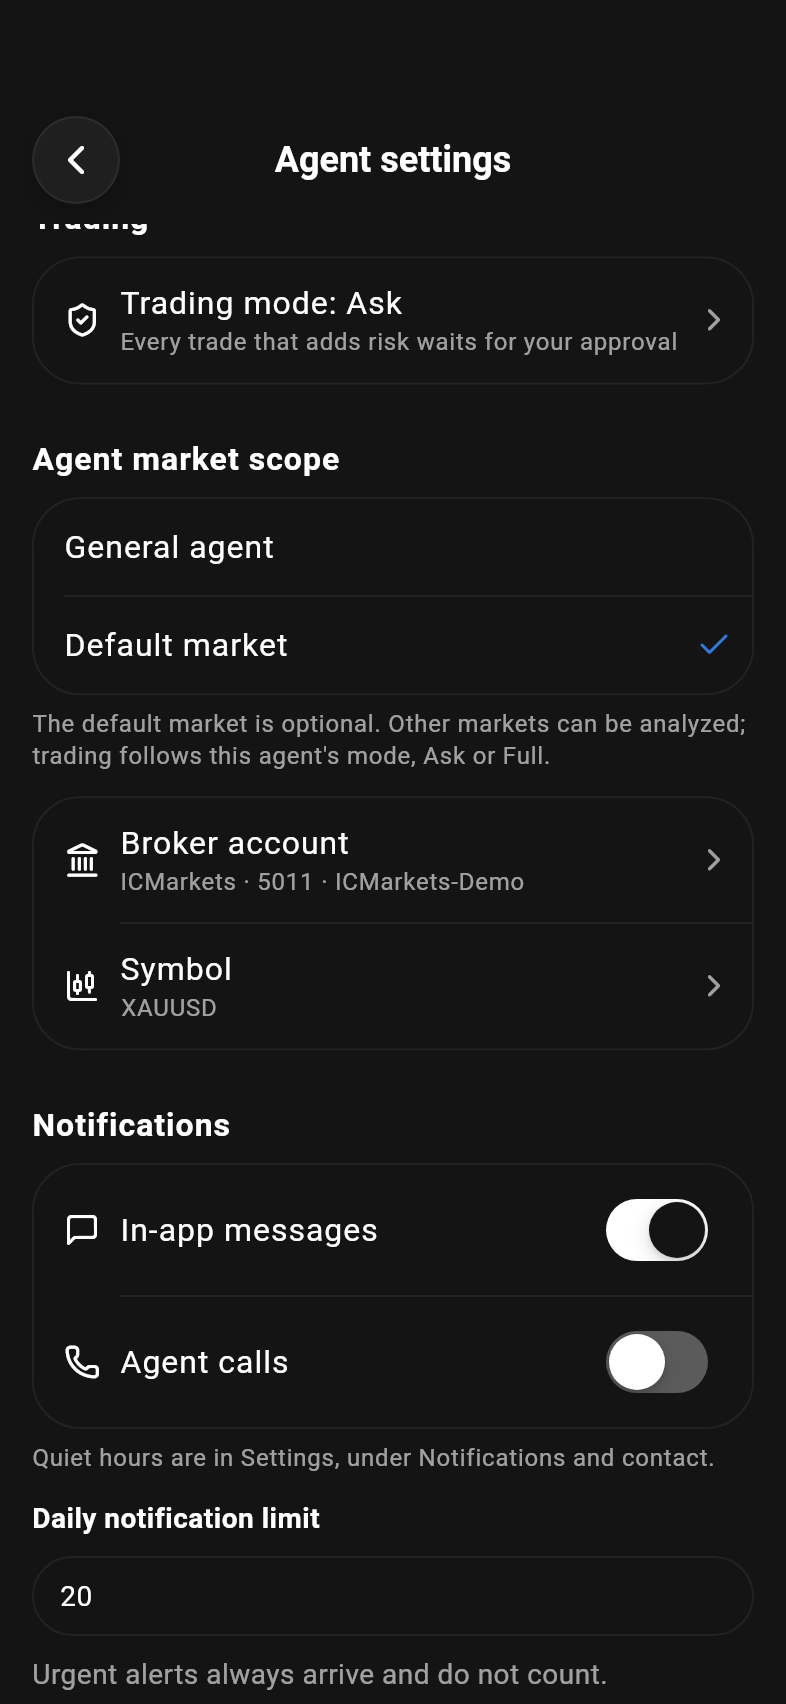 Agent settings
Trading
Trading mode: Ask
Every trade that adds risk waits for your approval
Agent market scope
General agent
Default market
The default market is optional. Other markets can be analyzed;
trading follows this agent's mode, Ask or Full.
Broker account
ICMarkets · 5011 · ICMarkets-Demo
Symbol
XAUUSD
Notifications
In-app messages
Agent calls
Quiet hours are in Settings, under Notifications and contact.
Daily notification limit
20
Urgent alerts always arrive and do not count.